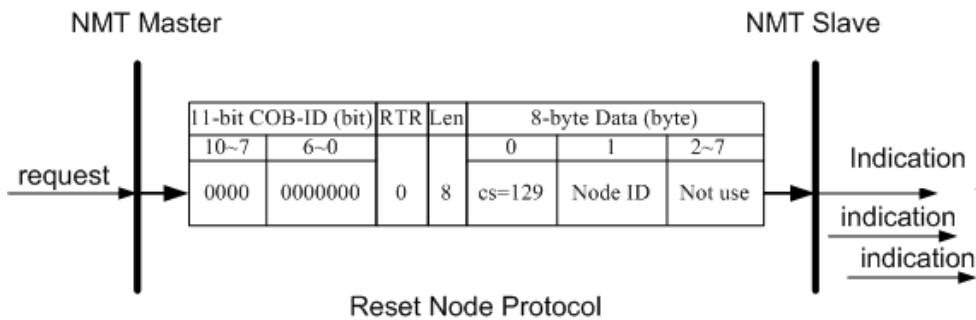 NMT Master
NMT Slave
11-bit COB-ID (bit) RTR Len 8-byte Data (byte)
10~7 6~0 0 1 2~7
request
0000 0000000 0 8 cs=129 Node ID Not use
Indication
indication
indication
Reset Node Protocol